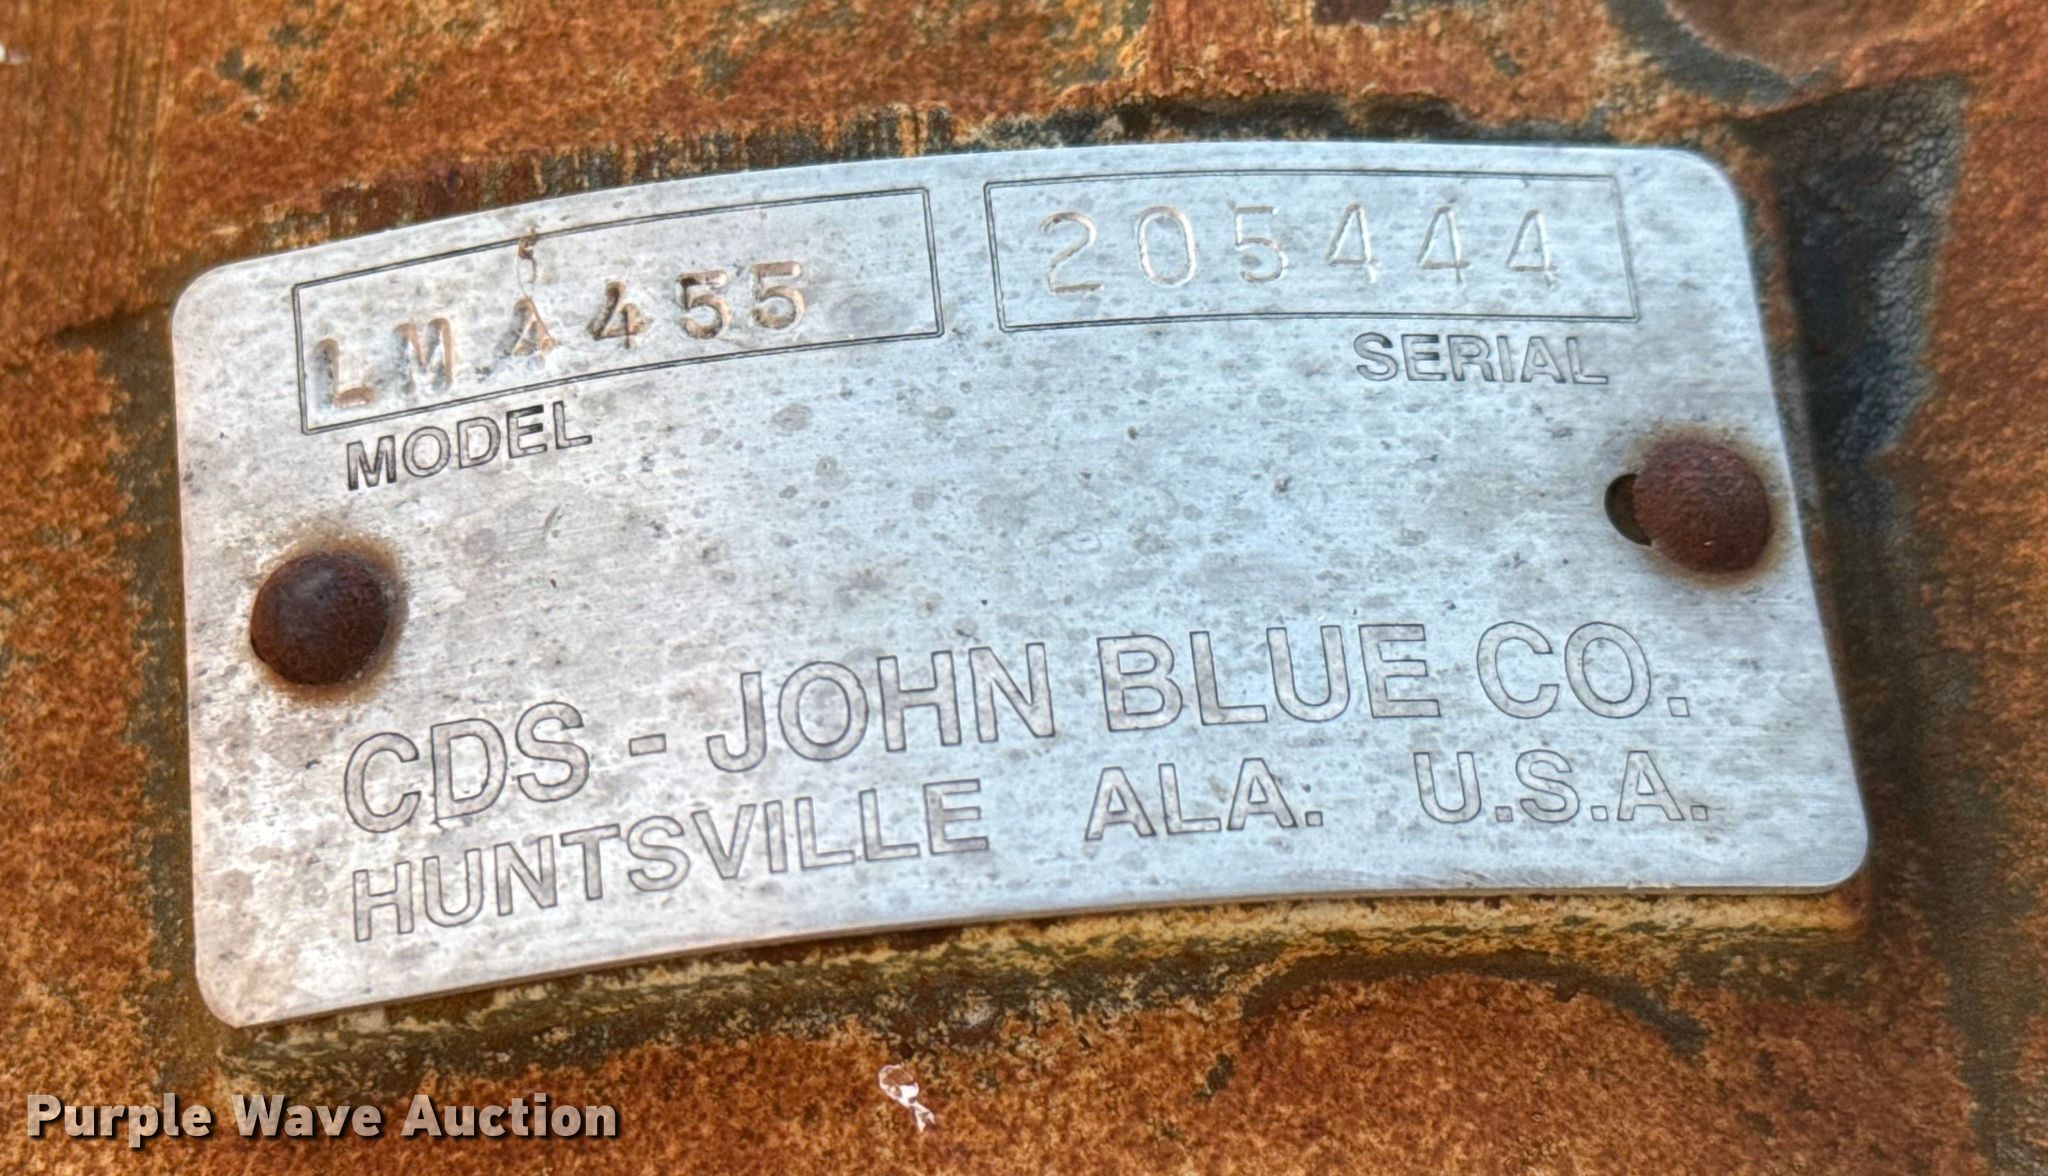 LM4455 205444
MODEL SERIAL
CDS - JOHN BLUE CO.
HUNTSVILLE ALA. U.S.A.
Purple Wave Auction